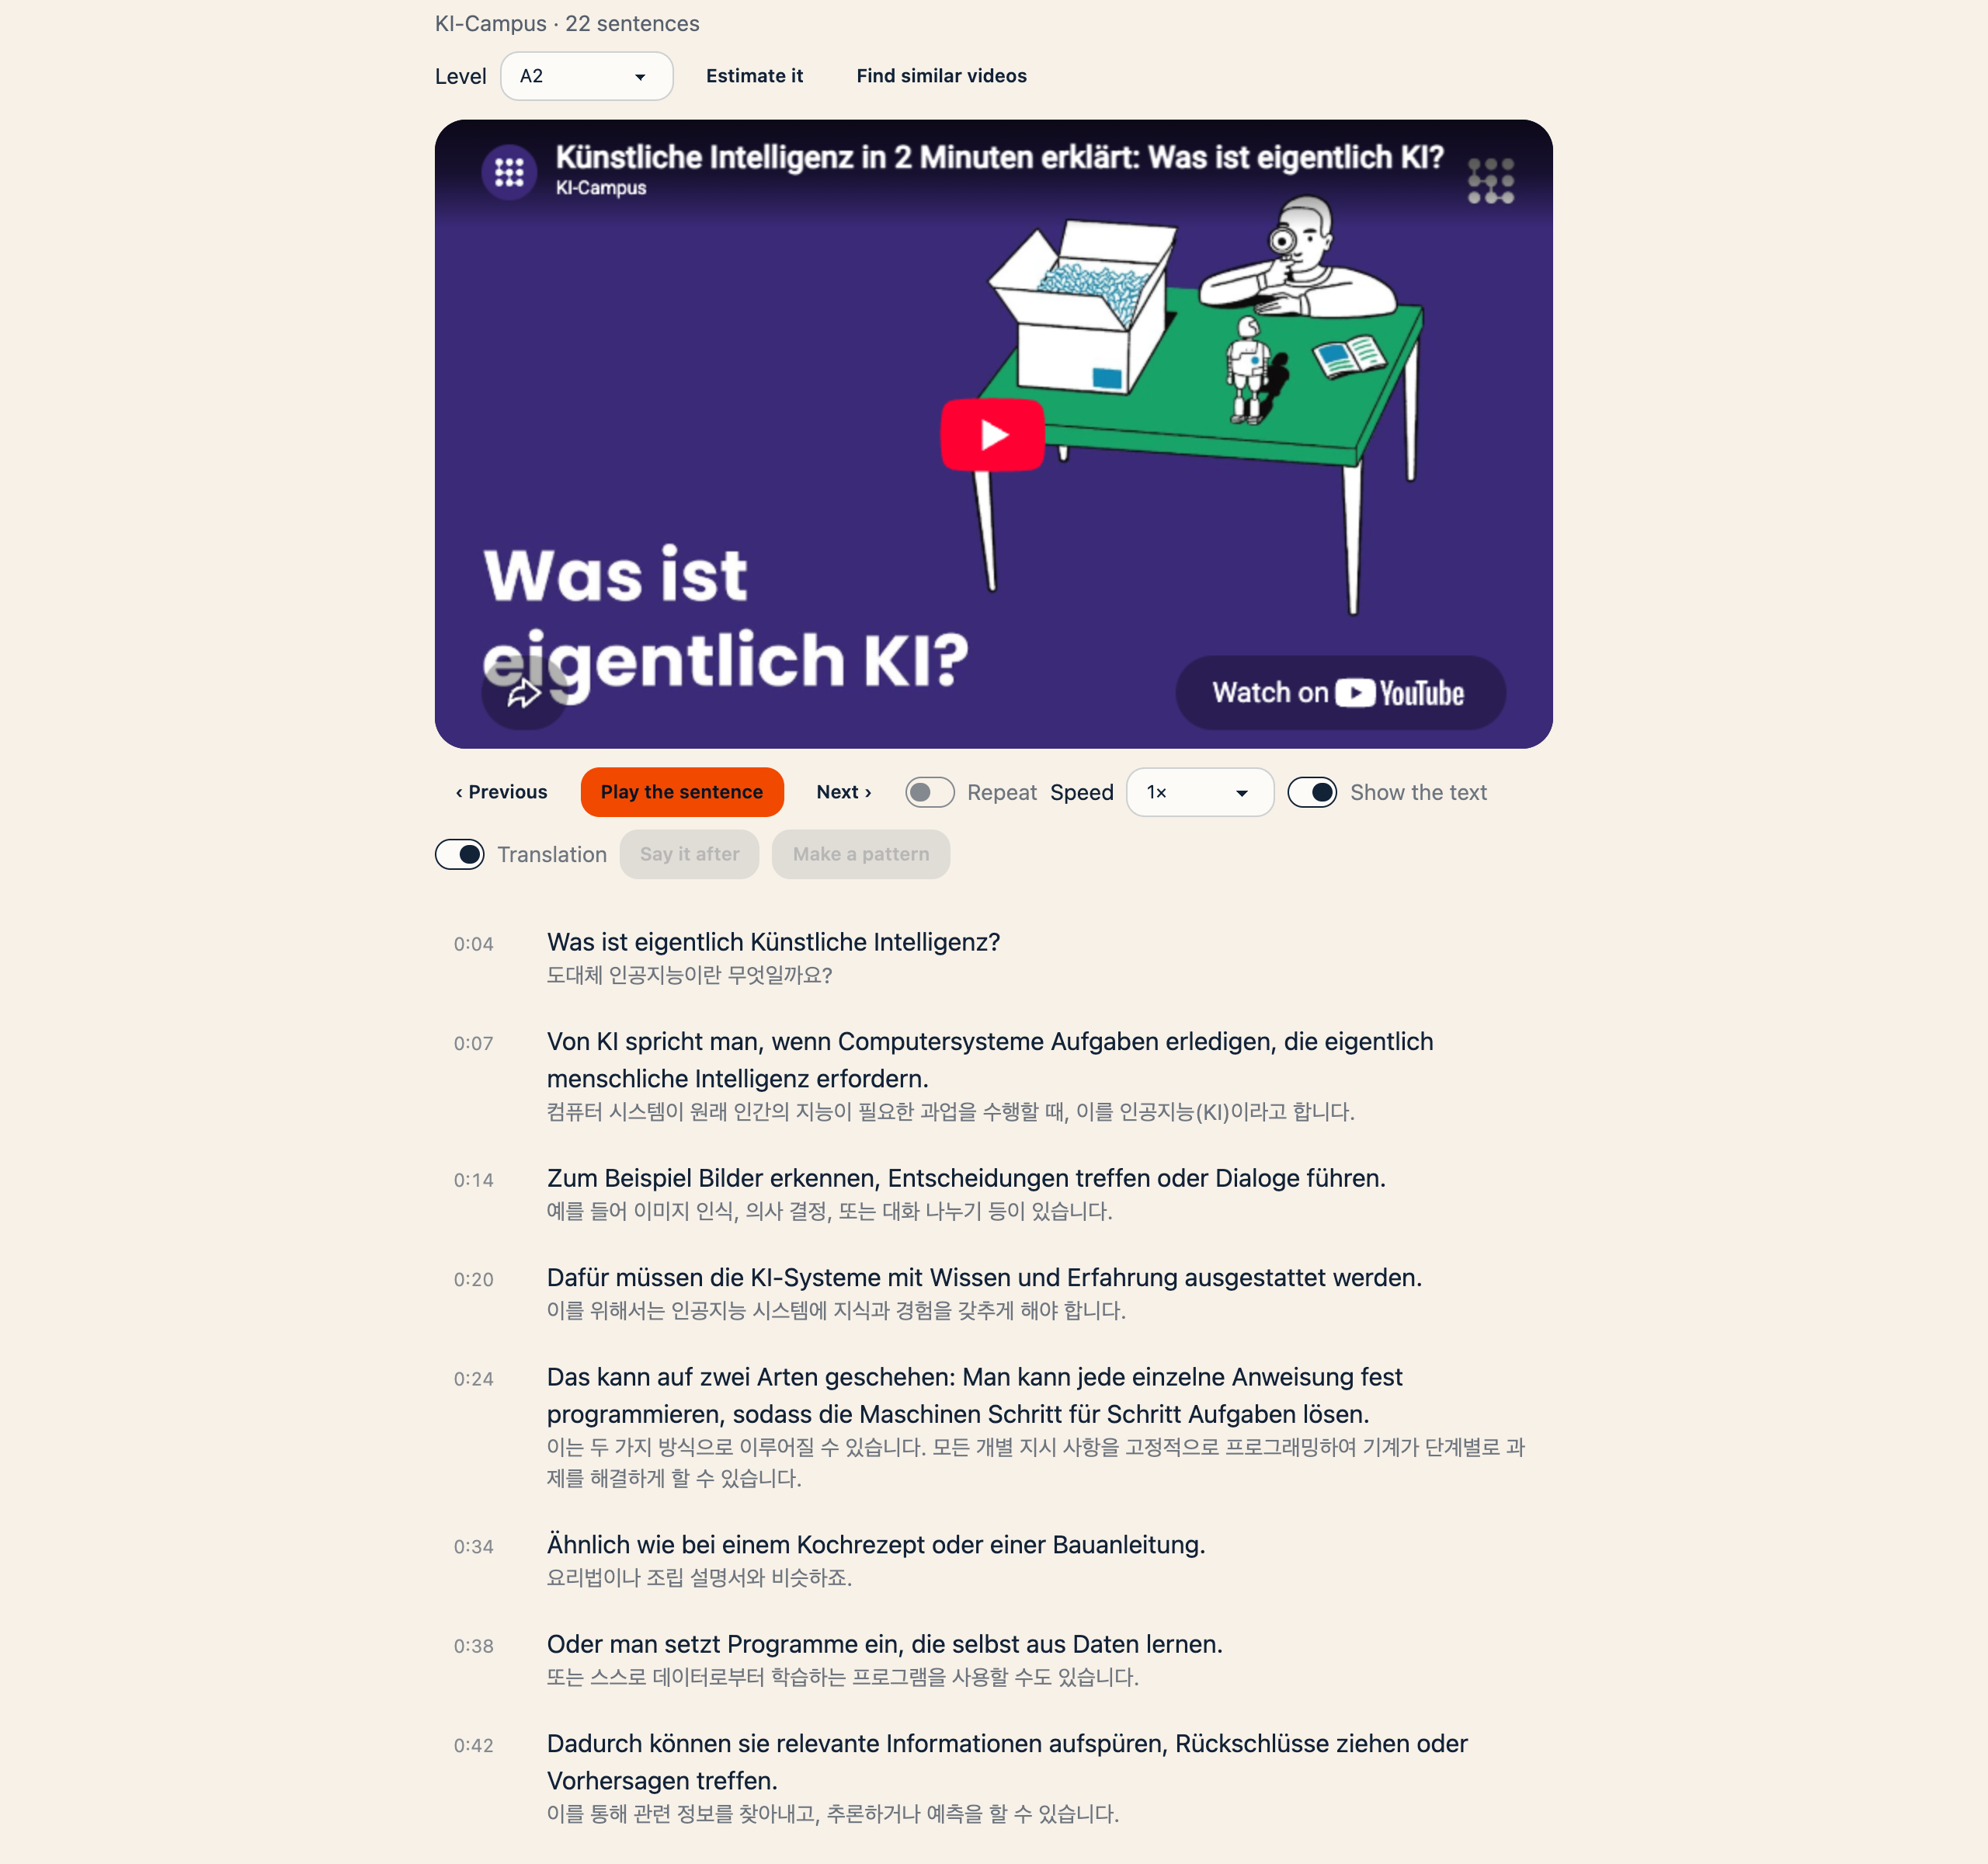 KI-Campus · 22 sentences
Level A2 Estimate it Find similar videos
Künstliche Intelligenz in 2 Minuten erklärt: Was ist eigentlich KI?
KI-Campus
Was ist
eigentlich KI?
Watch on YouTube
‹ Previous Play the sentence Next › Repeat Speed 1× Show the text
Translation Say it after Make a pattern
0:04 Was ist eigentlich Künstliche Intelligenz?
도대체 인공지능이란 무엇일까요?
0:07 Von KI spricht man, wenn Computersysteme Aufgaben erledigen, die eigentlich
menschliche Intelligenz erfordern.
컴퓨터 시스템이 원래 인간의 지능이 필요한 과업을 수행할 때, 이를 인공지능(KI)이라고 합니다.
0:14 Zum Beispiel Bilder erkennen, Entscheidungen treffen oder Dialoge führen.
예를 들어 이미지 인식, 의사 결정, 또는 대화 나누기 등이 있습니다.
0:20 Dafür müssen die KI-Systeme mit Wissen und Erfahrung ausgestattet werden.
이를 위해서는 인공지능 시스템에 지식과 경험을 갖추게 해야 합니다.
0:24 Das kann auf zwei Arten geschehen: Man kann jede einzelne Anweisung fest
programmieren, sodass die Maschinen Schritt für Schritt Aufgaben lösen.
이는 두 가지 방식으로 이루어질 수 있습니다. 모든 개별 지시 사항을 고정적으로 프로그래밍하여 기계가 단계별로 과
제를 해결하게 할 수 있습니다.
0:34 Ähnlich wie bei einem Kochrezept oder einer Bauanleitung.
요리법이나 조립 설명서와 비슷하죠.
0:38 Oder man setzt Programme ein, die selbst aus Daten lernen.
또는 스스로 데이터로부터 학습하는 프로그램을 사용할 수도 있습니다.
0:42 Dadurch können sie relevante Informationen aufspüren, Rückschlüsse ziehen oder
Vorhersagen treffen.
이를 통해 관련 정보를 찾아내고, 추론하거나 예측을 할 수 있습니다.